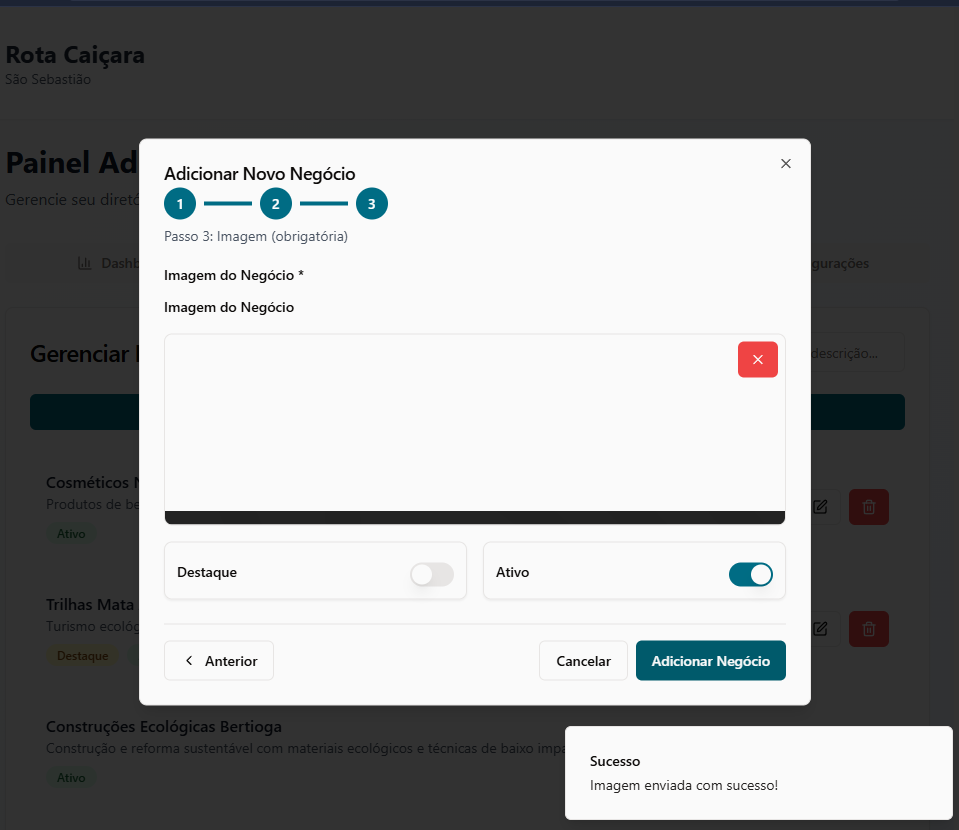 Rota Caiçara
São Sebastião
Painel Ad
Gerencie seu diretó
Dashb
gurações
Gerenciar
descrição...
Adicionar Novo Negócio
1 2 3
Passo 3: Imagem (obrigatória)
Imagem do Negócio *
Imagem do Negócio
Destaque
Ativo
Anterior
Cancelar
Adicionar Negócio
Cosméticos N
Produtos de be
Ativo
Trilhas Mata
Turismo ecológ
Destaque
Construções Ecológicas Bertioga
Construção e reforma sustentável com materiais ecológicos e técnicas de baixo impa
Ativo
Sucesso
Imagem enviada com sucesso!